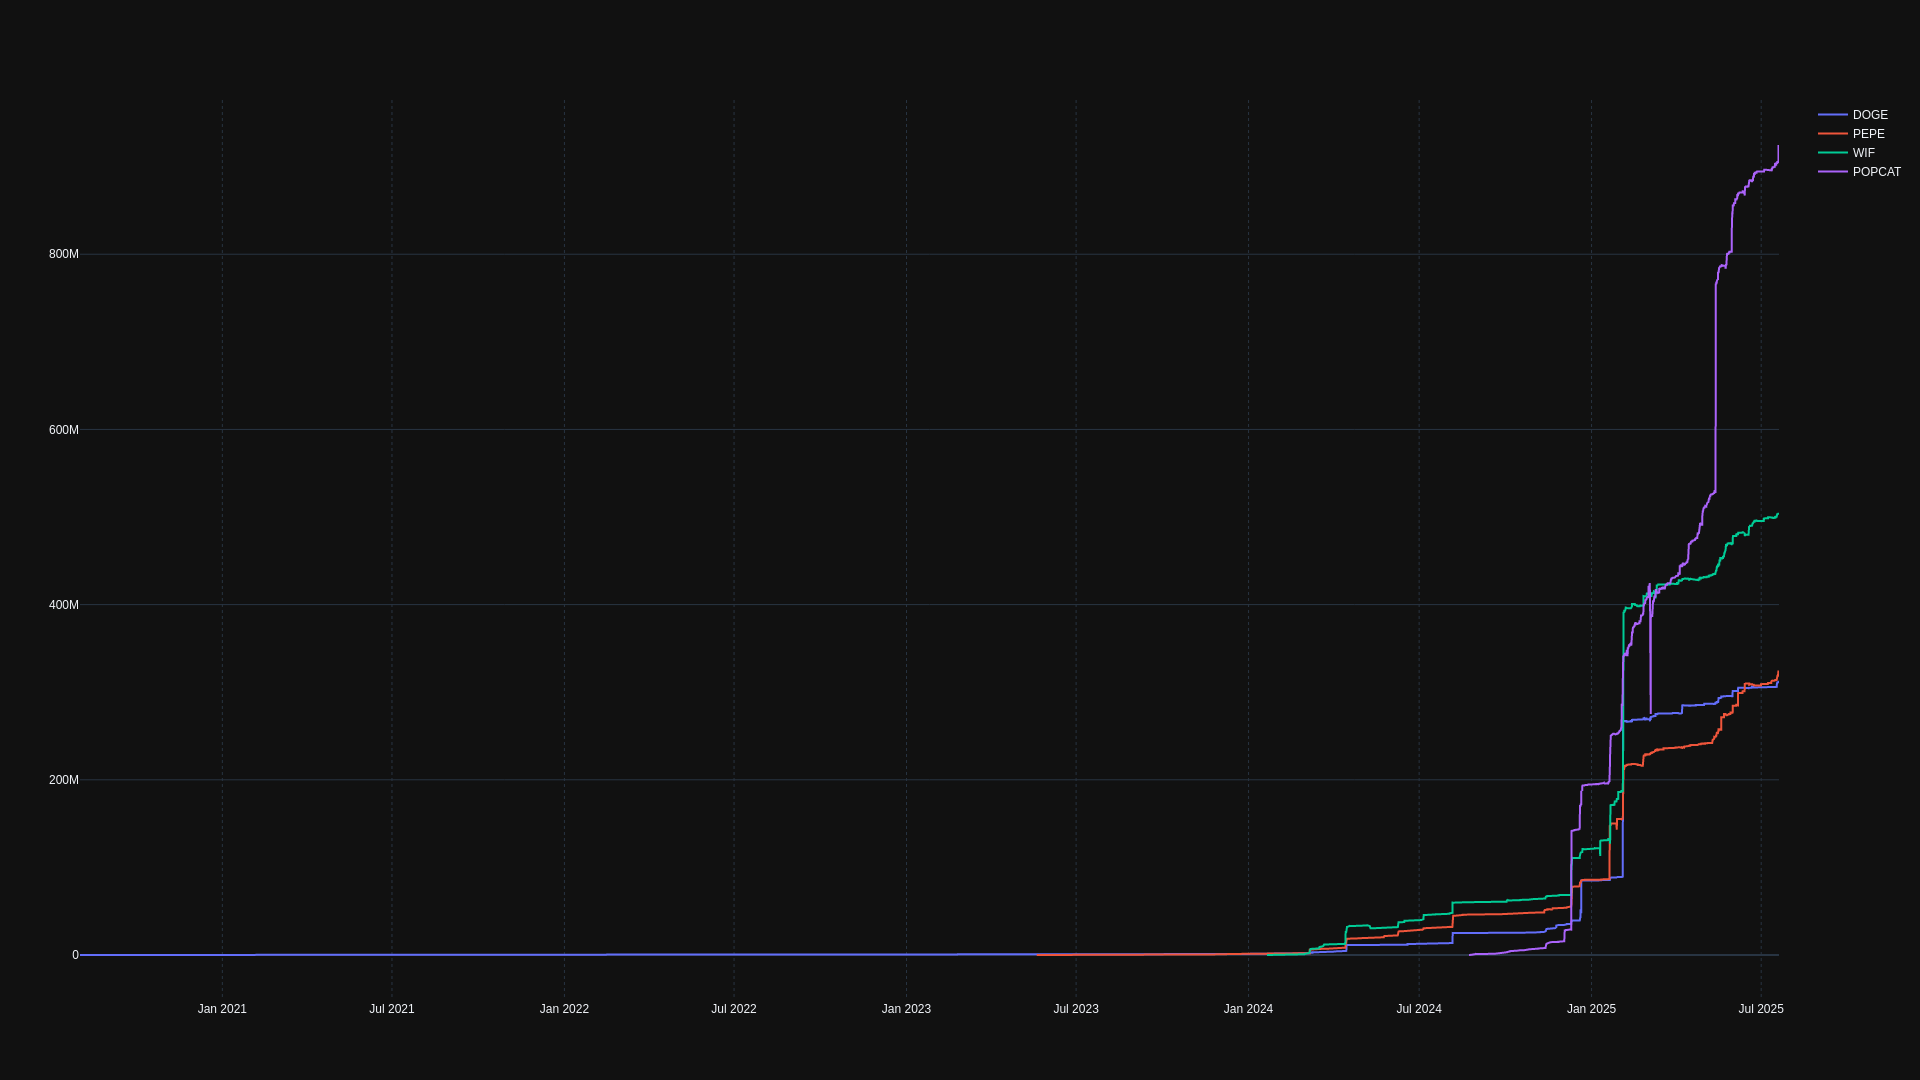 DOGE
PEPE
WIF
POPCAT
800M
600M
400M
200M
0
Jan 2021
Jul 2021
Jan 2022
Jul 2022
Jan 2023
Jul 2023
Jan 2024
Jul 2024
Jan 2025
Jul 2025